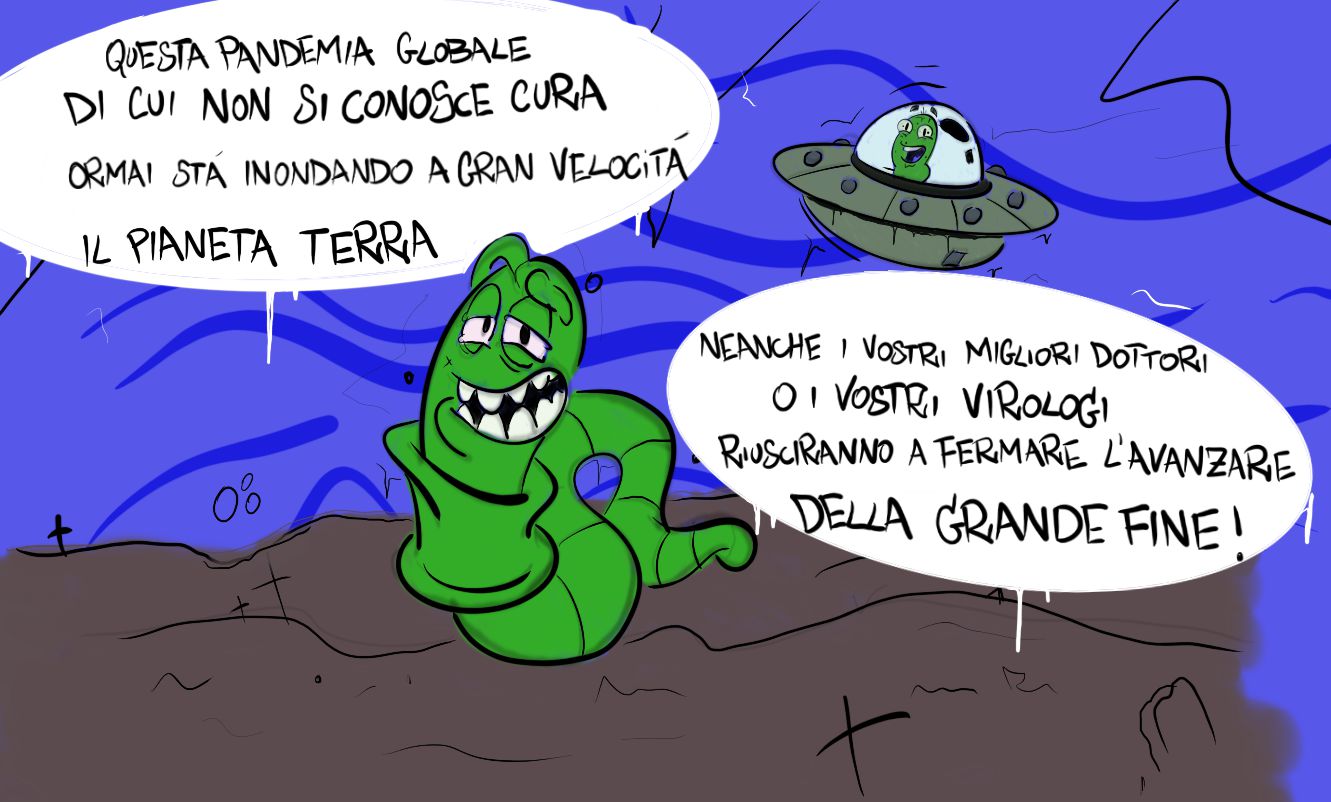 QUESTA PANDEMIA GLOBALE
DI CUI NON SI CONOSCE CURA
ORMAI STÁ INONDANDO A GRAN VELOCITÁ
IL PIANETA TERRA
NEANCHE I VOSTRI MIGLIORI DOTTORI
O I VOSTRI VIROLOGI
RIUSCIRANNO A FERMARE L'AVANZARE
DELLA GRANDE FINE!